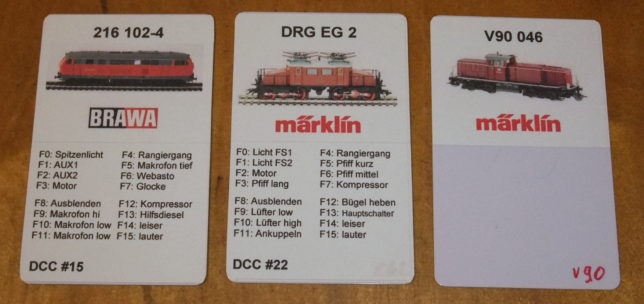 216 102-4
BRAWA
F0: Spitzenlicht F4: Rangiergang
F1: AUX1 F5: Makrofon tief
F2: AUX2 F6: Webasto
F3: Motor F7: Glocke
F8: Ausblenden F12: Kompressor
F9: Makrofon hi F13: Hilfsdiesel
F10: Makrofon low F14: leiser
F11: Makrofon low F15: lauter
DCC #15
DRG EG 2
märklin
F0: Licht FS1 F4: Rangiergang
F1: Licht FS2 F5: Pfiff kurz
F2: Motor F6: Pfiff mittel
F3: Pfiff lang F7: Kompressor
F8: Ausblenden F12: Bügel heben
F9: Lüfter low F13: Hauptschalter
F10: Lüfter high F14: leiser
F11: Ankuppeln F15: lauter
DCC #22
V90 046
märklin
V90